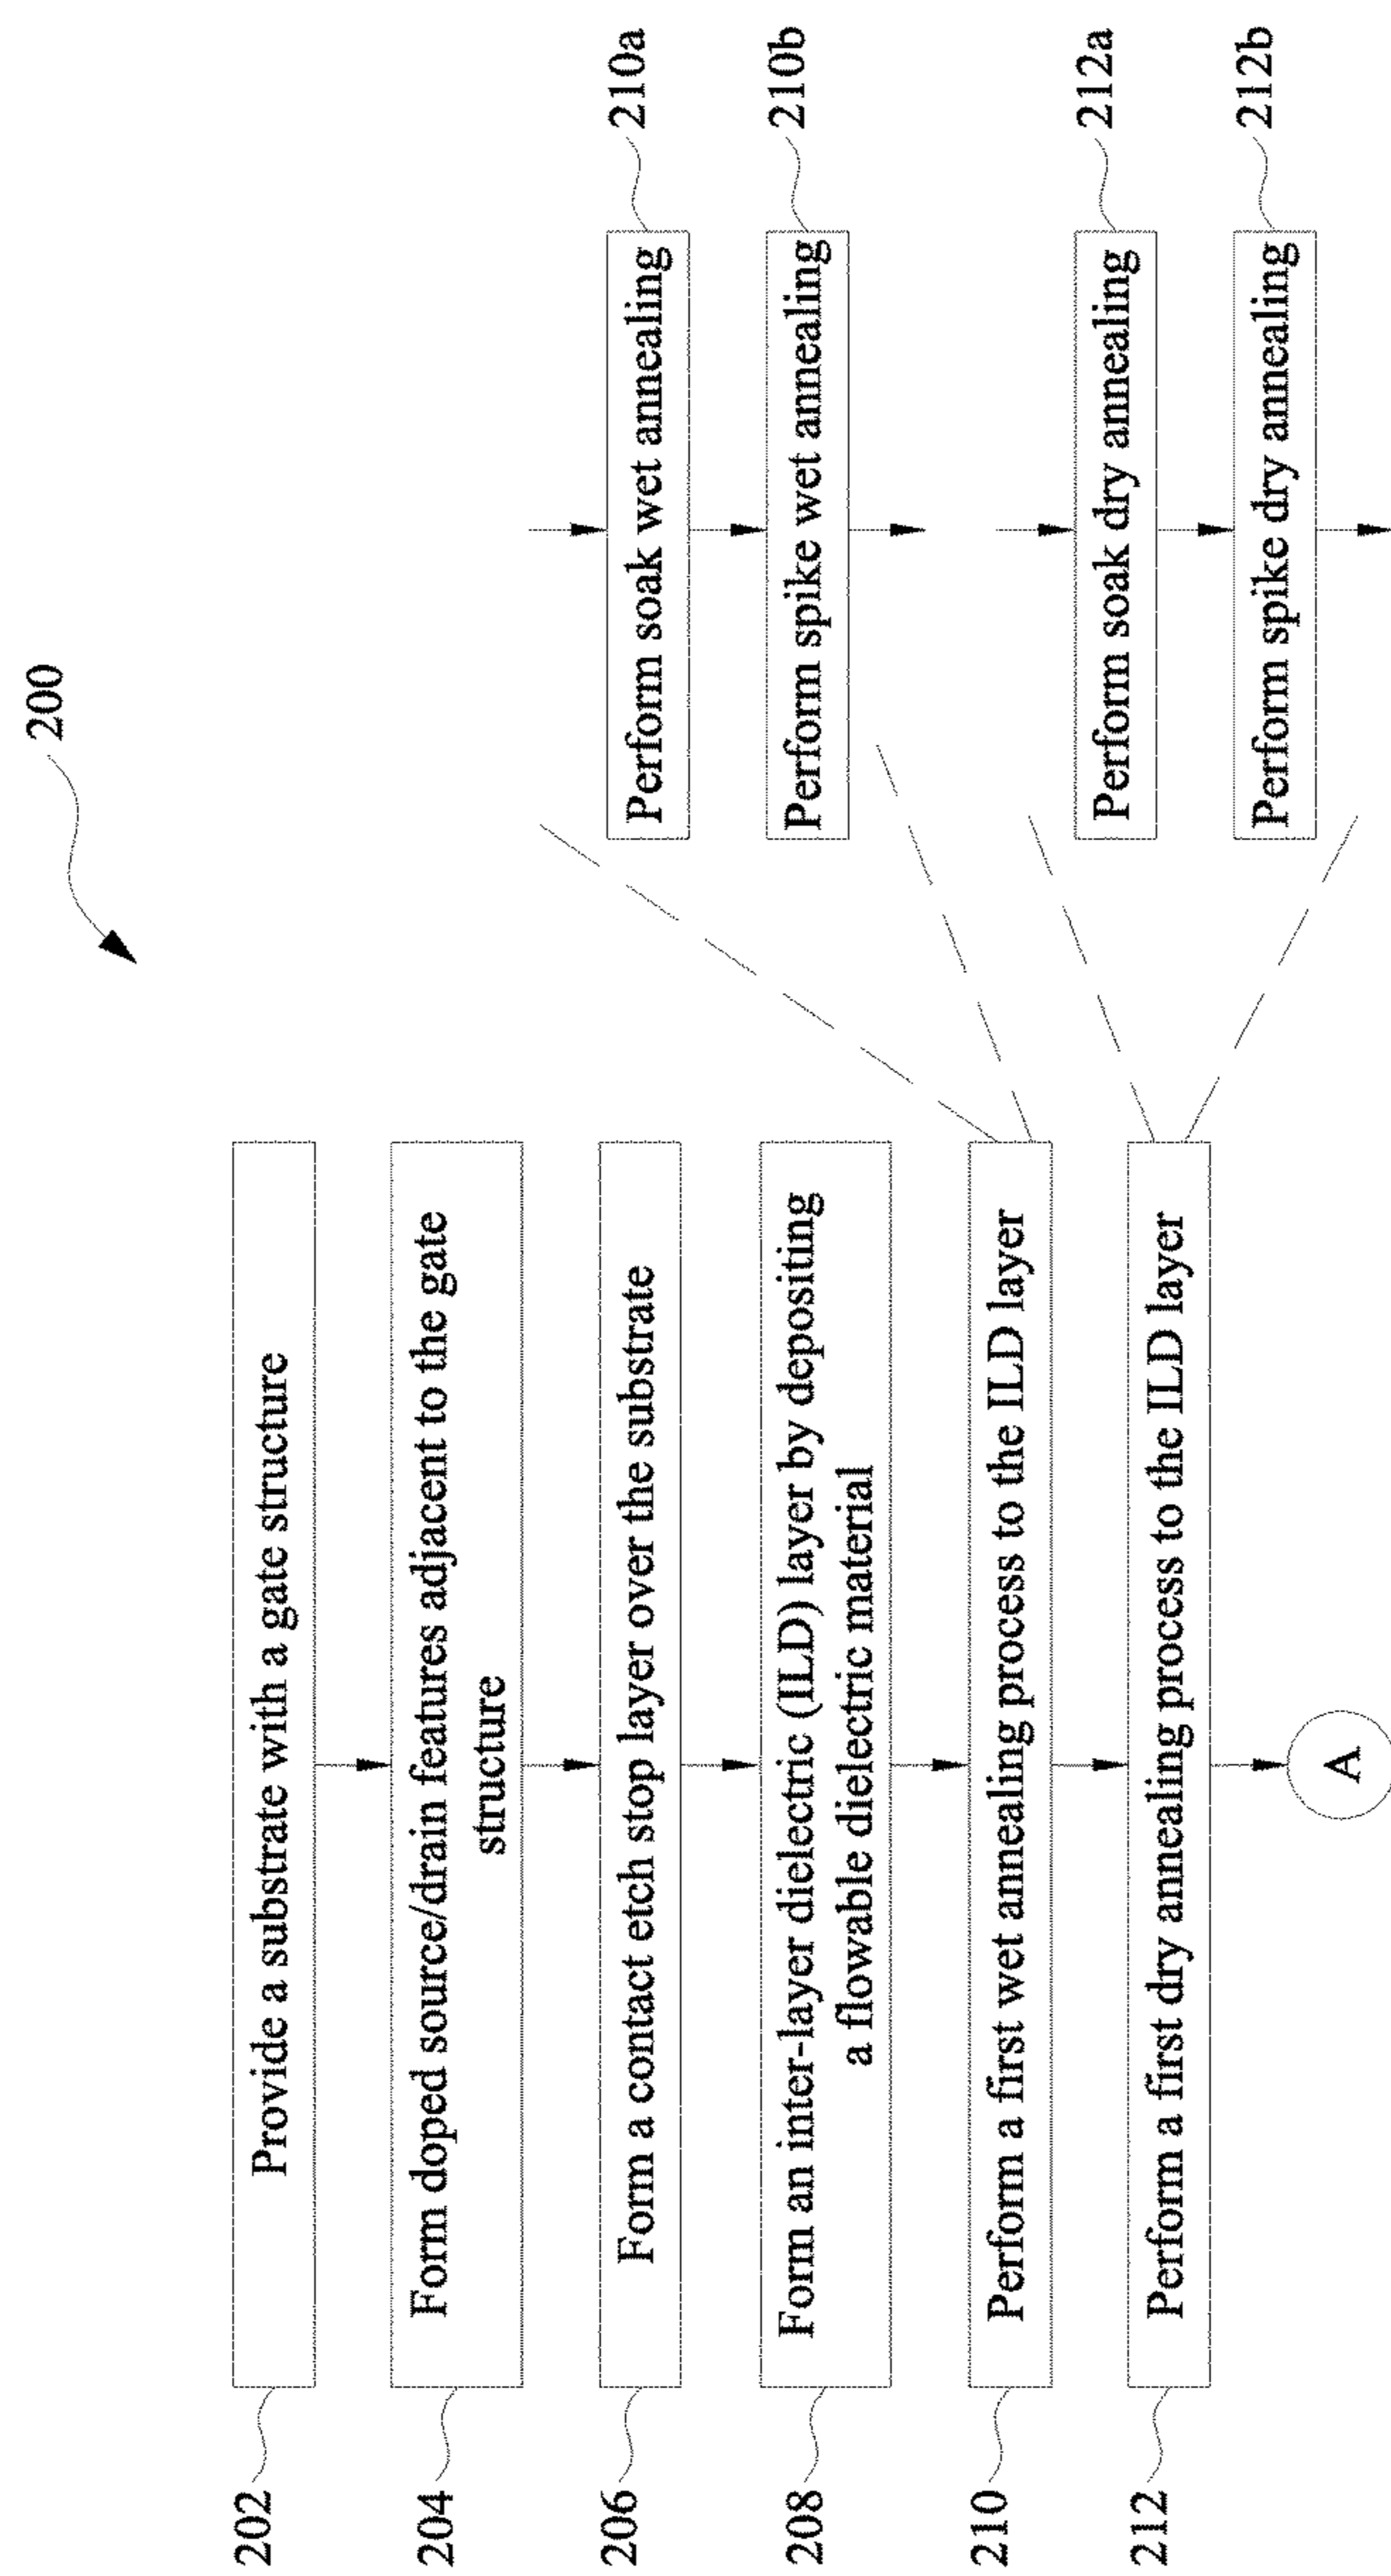 200
202
Provide a substrate with a gate structure
204
Form doped source/drain features adjacent to the gate
structure
206
Form a contact etch stop layer over the substrate
208
Form an inter-layer dielectric (ILD) layer by depositing
a flowable dielectric material
210
Perform a first wet annealing process to the ILD layer
212
Perform a first dry annealing process to the ILD layer
A
Perform soak wet annealing
210a
Perform spike wet annealing
210b
Perform soak dry annealing
212a
Perform spike dry annealing
212b